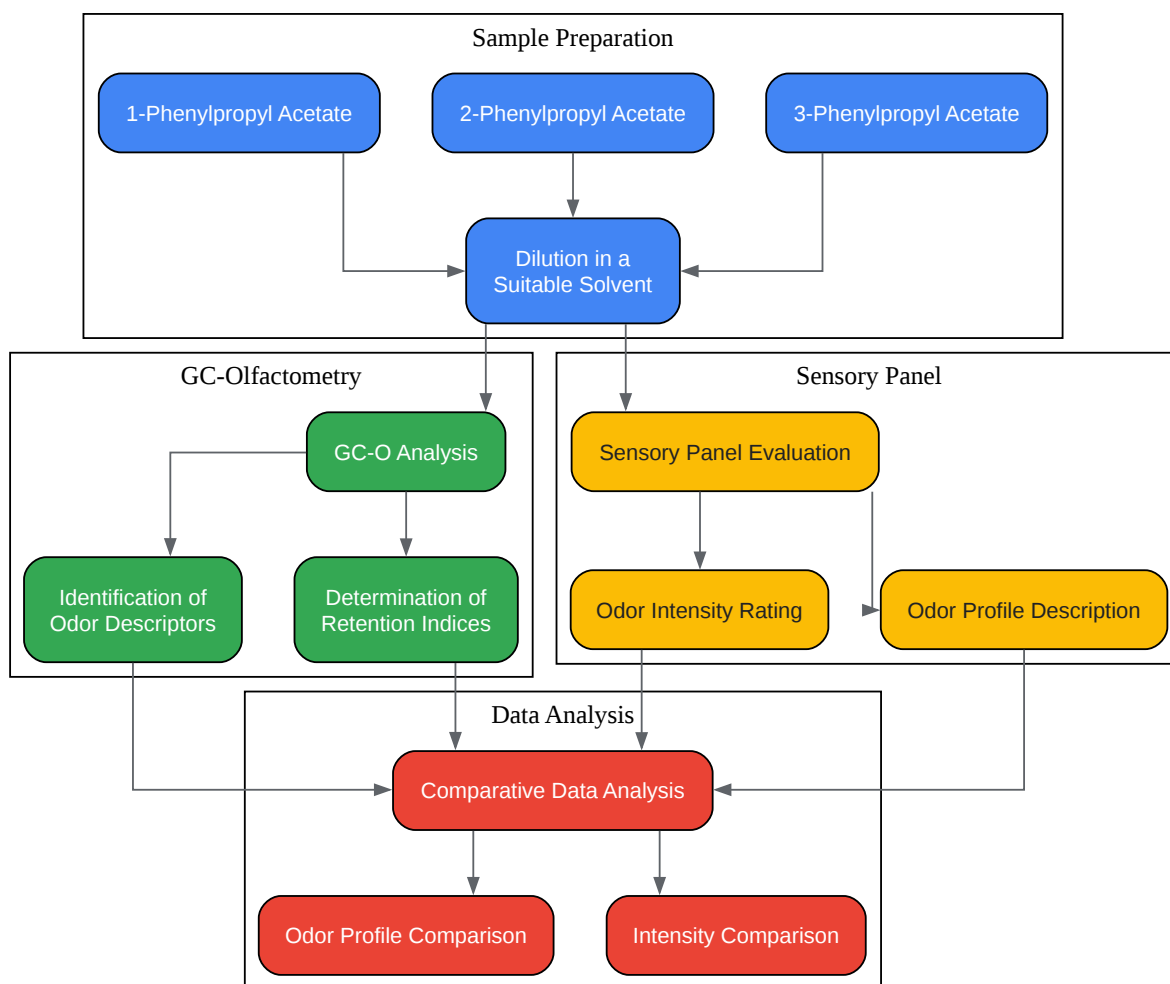 Sample Preparation
1-Phenylpropyl Acetate
2-Phenylpropyl Acetate
3-Phenylpropyl Acetate
Dilution in a
Suitable Solvent
GC-Olfactometry
GC-O Analysis
Identification of
Odor Descriptors
Determination of
Retention Indices
Sensory Panel
Sensory Panel Evaluation
Odor Intensity Rating
Odor Profile Description
Data Analysis
Comparative Data Analysis
Odor Profile Comparison
Intensity Comparison